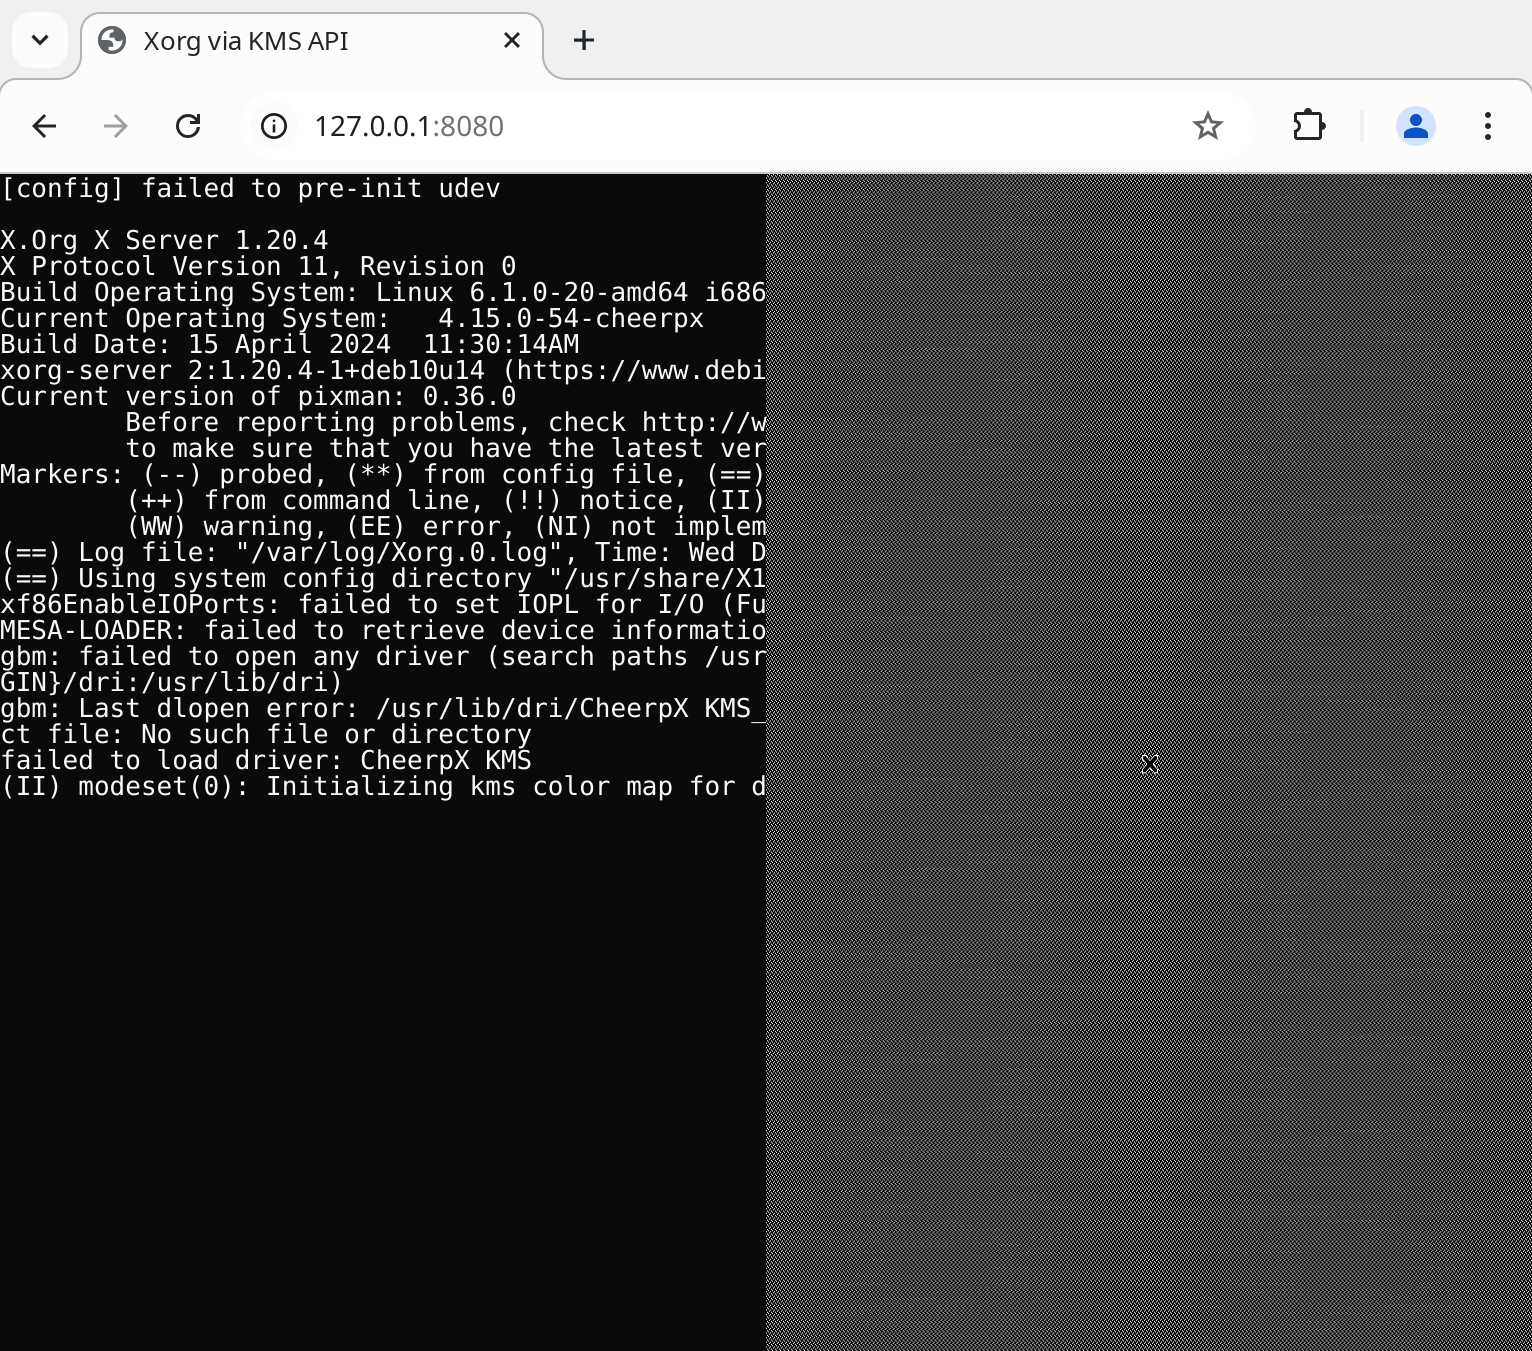 Xorg via KMS API
127.0.0.1:8080
[config] failed to pre-init udev
X.Org X Server 1.20.4
X Protocol Version 11, Revision 0
Build Operating System: Linux 6.1.0-20-amd64 i686
Current Operating System:   4.15.0-54-cheerpx
Build Date: 15 April 2024  11:30:14AM
xorg-server 2:1.20.4-1+deb10u14 (https://www.debi
Current version of pixman: 0.36.0
        Before reporting problems, check http://w
        to make sure that you have the latest ver
Markers: (--) probed, (**) from config file, (==)
        (++) from command line, (!!) notice, (II)
        (WW) warning, (EE) error, (NI) not implem
(==) Log file: "/var/log/Xorg.0.log", Time: Wed D
(==) Using system config directory "/usr/share/X1
xf86EnableIOPorts: failed to set IOPL for I/O (Fu
MESA-LOADER: failed to retrieve device informatio
gbm: failed to open any driver (search paths /usr
GIN}/dri:/usr/lib/dri)
gbm: Last dlopen error: /usr/lib/dri/CheerpX KMS_
ct file: No such file or directory
failed to load driver: CheerpX KMS
(II) modeset(0): Initializing kms color map for d